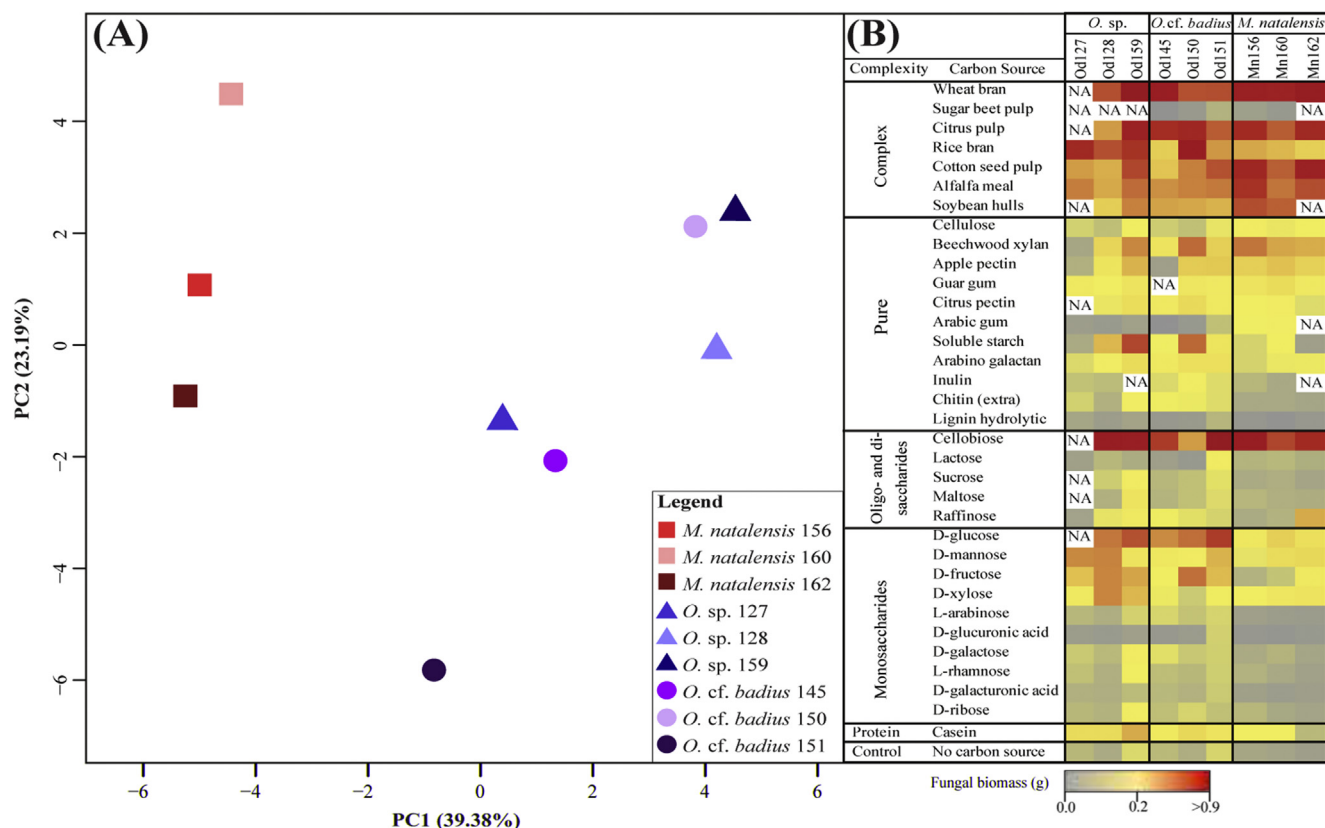 (A)
PC2 (23.19%)
4
2
0
−2
−4
−6
−6
−4
−2
0
2
4
6
PC1 (39.38%)
Legend
M. natalensis 156
M. natalensis 160
M. natalensis 162
O. sp. 127
O. sp. 128
O. sp. 159
O. cf. badius 145
O. cf. badius 150
O. cf. badius 151
(B)
O. sp. O. cf. badius M. natalensis
Od127 Od128 Od159 Od145 Od150 Od151 Mn156 Mn160 Mn162
Complexity Carbon Source
Complex
Wheat bran NA
Sugar beet pulp NA NA NA NA
Citrus pulp NA
Rice bran
Cotton seed pulp
Alfalfa meal
Soybean hulls NA NA
Pure
Cellulose
Beechwood xylan
Apple pectin
Guar gum NA
Citrus pectin NA
Arabic gum NA
Soluble starch
Arabino galactan
Inulin NA NA
Chitin (extra)
Lignin hydrolytic
Oligo- and di-
saccharides
Cellobiose NA
Lactose
Sucrose NA
Maltose NA
Raffinose
Monosaccharides
D-glucose NA
D-mannose
D-fructose
D-xylose
L-arabinose
D-glucuronic acid
D-galactose
L-rhamnose
D-galacturonic acid
D-ribose
Protein Casein
Control No carbon source
Fungal biomass (g)
0.0 0.2 >0.9